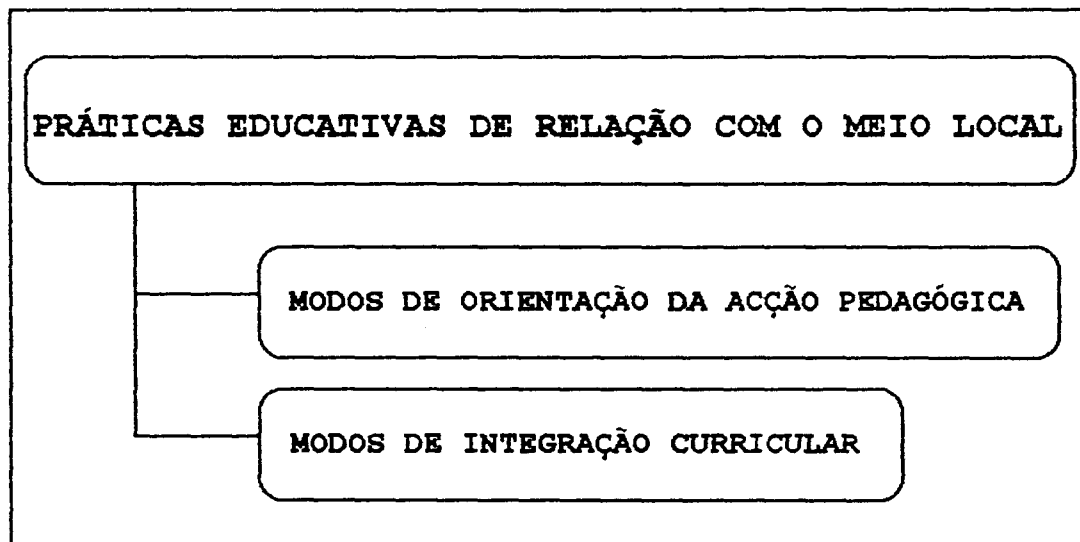 PRÁTICAS EDUCATIVAS DE RELAÇÃO COM O MEIO LOCAL
MODOS DE ORIENTAÇÃO DA ACÇÃO PEDAGÓGICA
MODOS DE INTEGRAÇÃO CURRICULAR